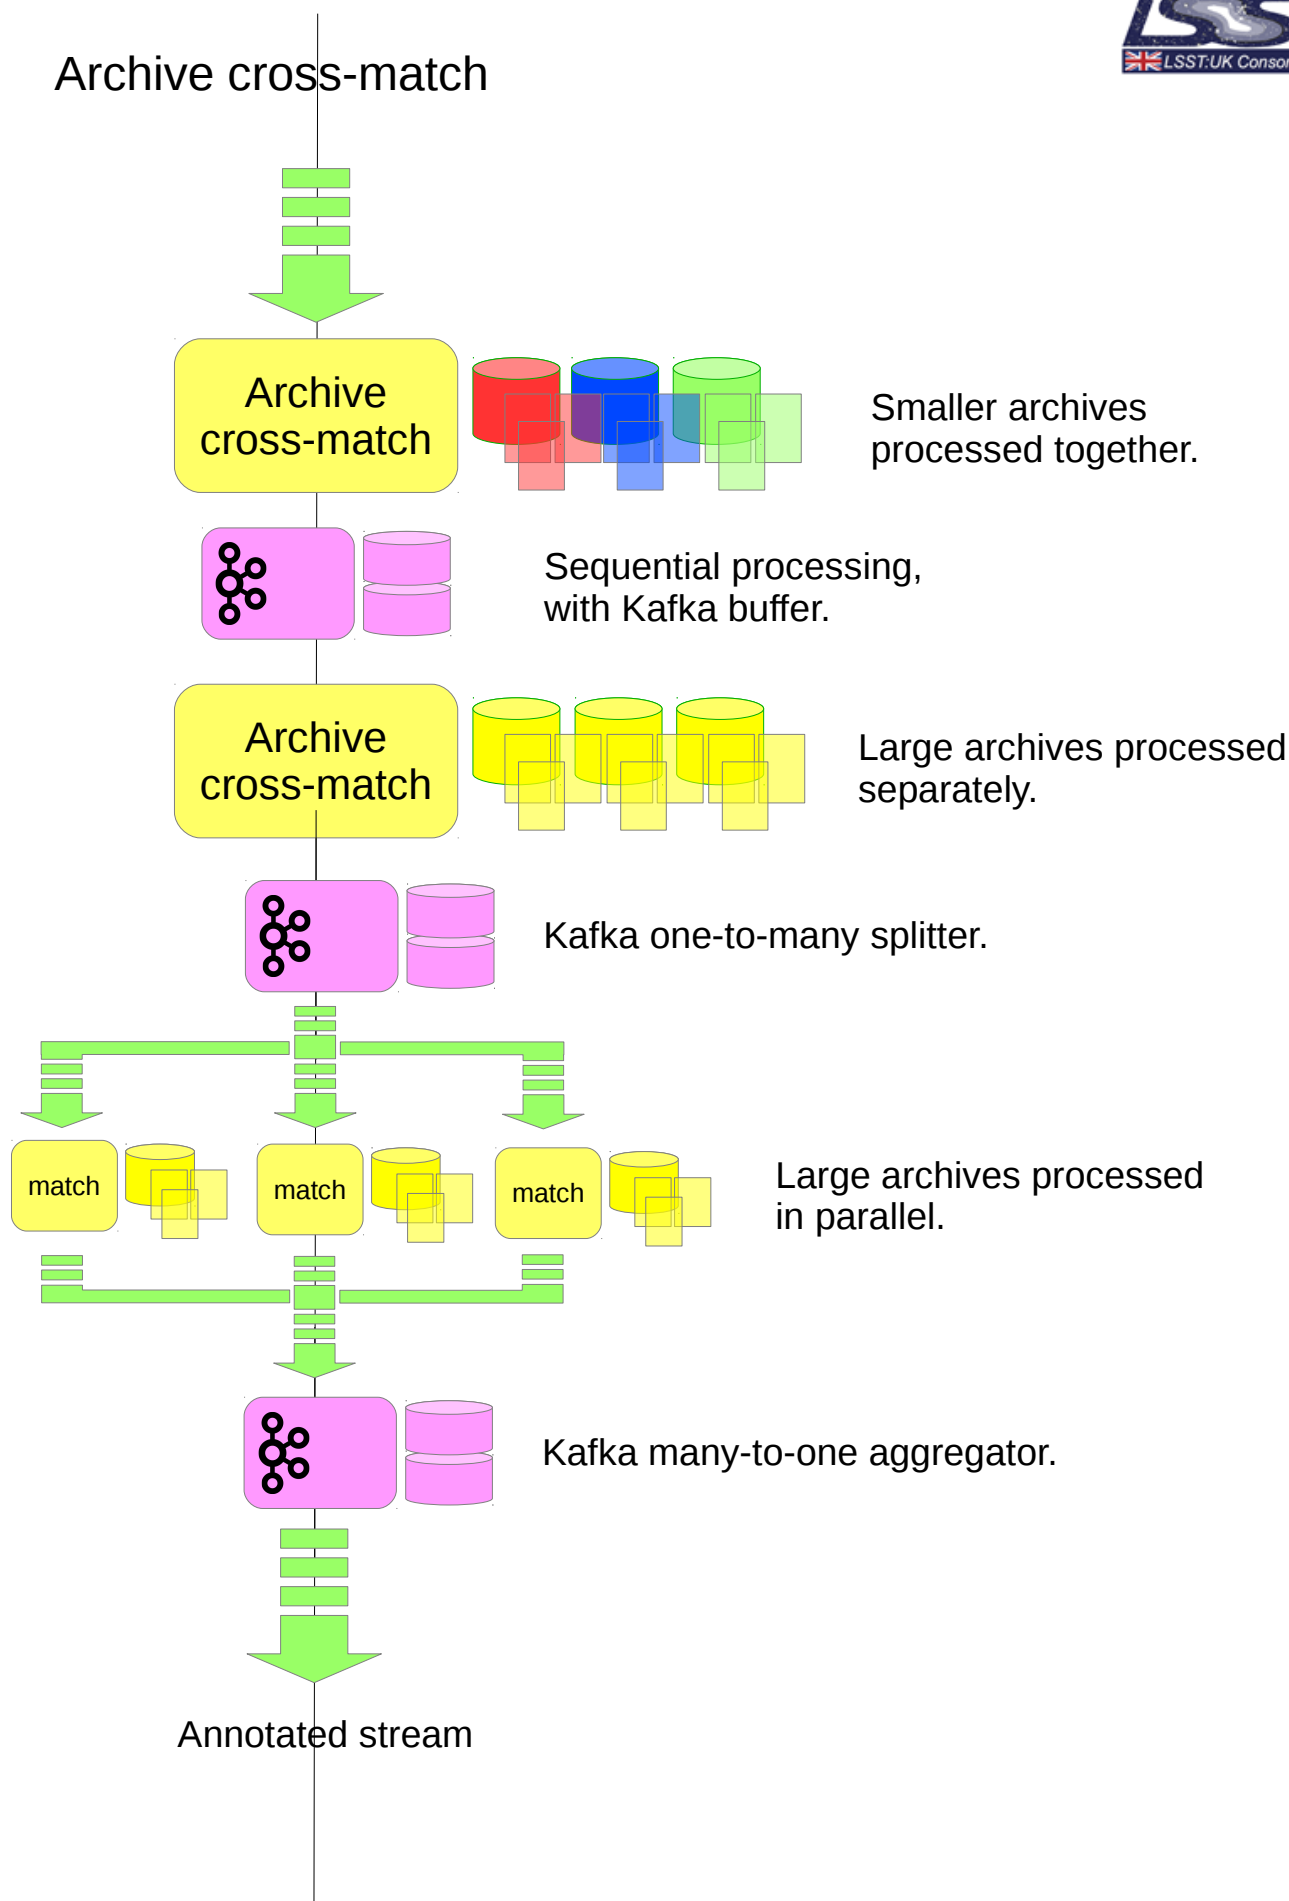 Archive cross-match
LSST:UK
Archive
cross-match
Smaller archives
processed together.
Sequential processing,
with Kafka buffer.
Archive
cross-match
Large archives processed
separately.
Kafka one-to-many splitter.
match
match
match
Large archives processed
in parallel.
Kafka many-to-one aggregator.
Annotated stream